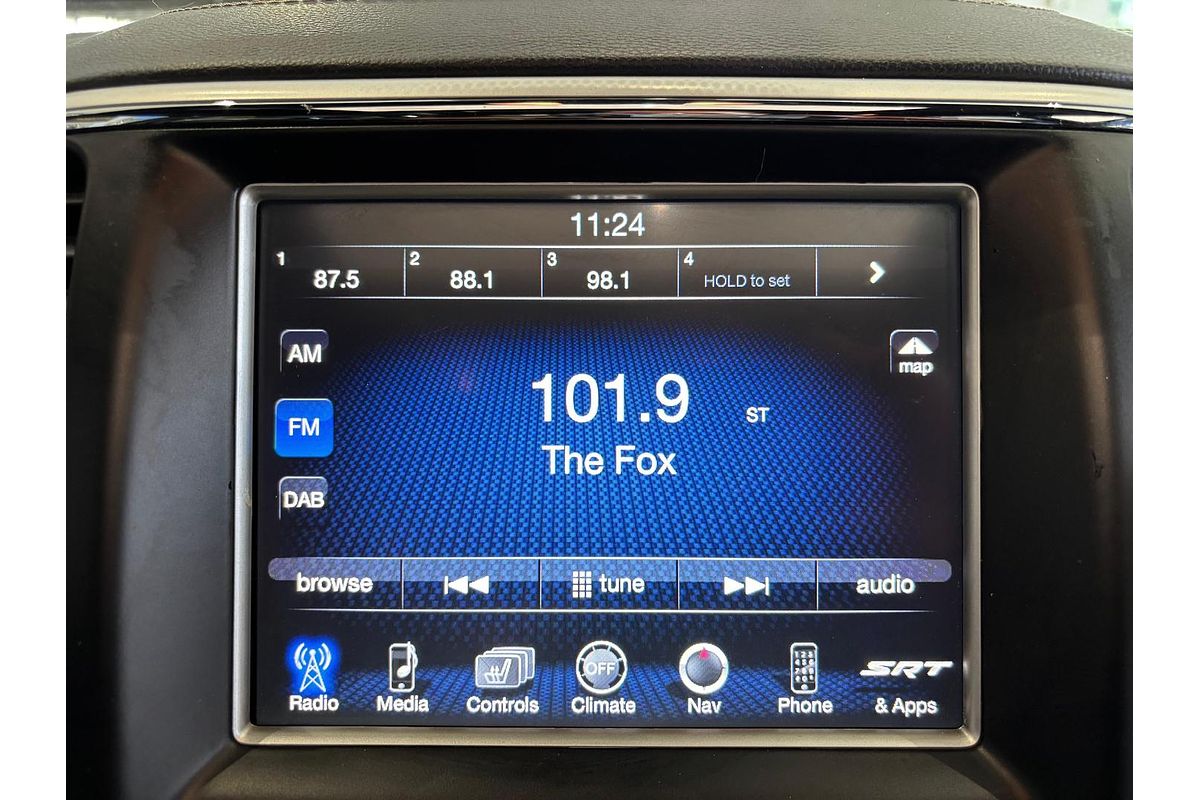 11:24
1 87.5 2 88.1 3 98.1 4 HOLD to set
AM
map
101.9 ST
FM
The Fox
DAB
browse tune audio
OFF
SRT
Radio Media Controls Climate Nav Phone & Apps